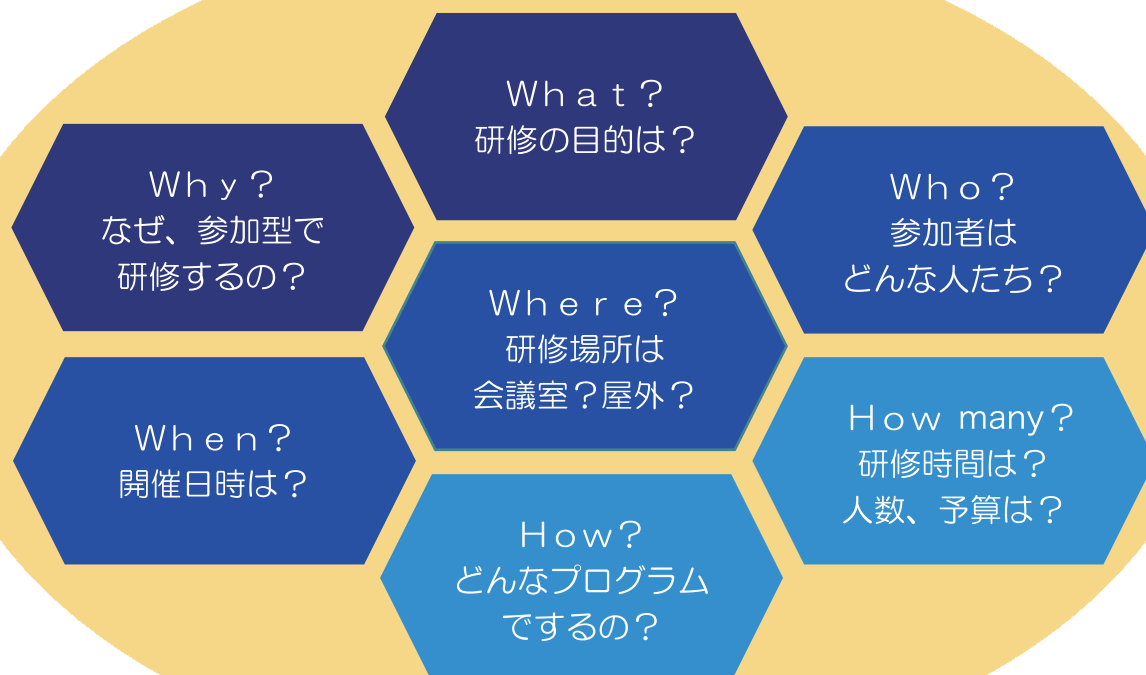 What?
研修の目的は?
Why?
なぜ、参加型で
研修するの?
Who?
参加者は
どんな人たち?
Where?
研修場所は
会議室?屋外?
When?
開催日時は?
How many?
研修時間は?
人数、予算は?
How?
どんなプログラム
でするの?